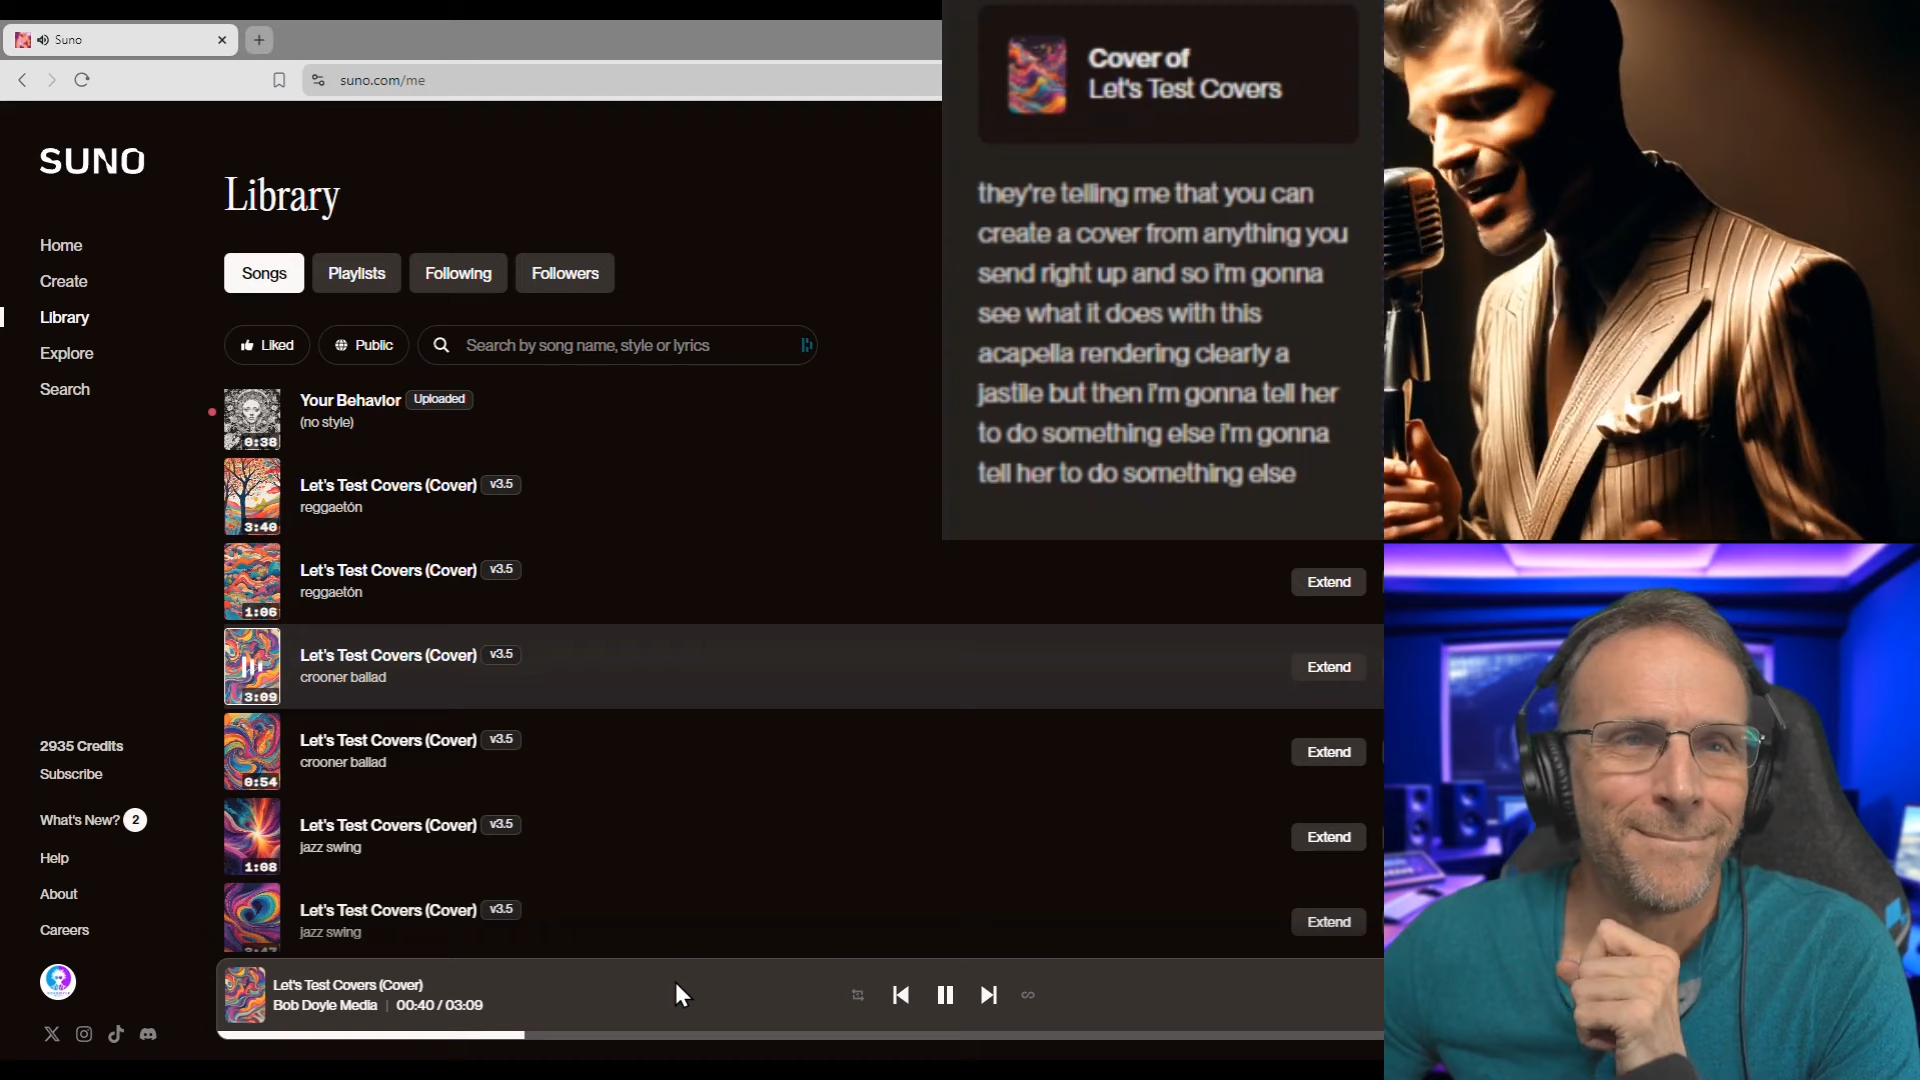 Suno
suno.com/me
SUNO
Home
Create
Library
Explore
Search
2935 Credits
Subscribe
What's New? 2
Help
About
Careers
Library
Songs
Playlists
Following
Followers
Liked
Public
Search by song name, style or lyrics
Your Behavior Uploaded
(no style)
0:38
Let's Test Covers (Cover) v3.5
reggaetón
3:40
Let's Test Covers (Cover) v3.5
reggaetón
1:06
Extend
Let's Test Covers (Cover) v3.5
crooner ballad
3:09
Extend
Let's Test Covers (Cover) v3.5
crooner ballad
0:54
Extend
Let's Test Covers (Cover) v3.5
jazz swing
1:08
Extend
Let's Test Covers (Cover) v3.5
jazz swing
Extend
Let's Test Covers (Cover)
Bob Doyle Media | 00:40 / 03:09
Cover of
Let's Test Covers
they're telling me that you can
create a cover from anything you
send right up and so i'm gonna
see what it does with this
acapella rendering clearly a
jastile but then i'm gonna tell her
to do something else i'm gonna
tell her to do something else